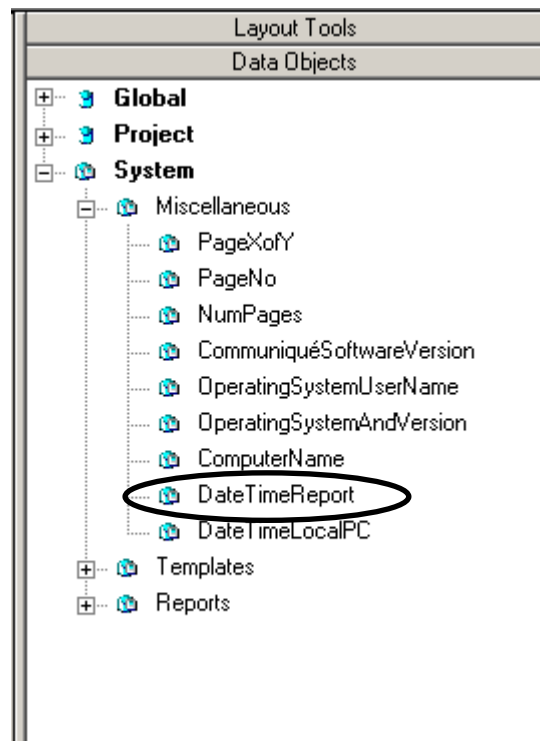 Layout Tools
Data Objects
Global
Project
System
Miscellaneous
PageXofY
PageNo
NumPages
CommuniquéSoftwareVersion
OperatingSystemUserName
OperatingSystemAndVersion
ComputerName
DateTimeReport
DateTimeLocalPC
Templates
Reports